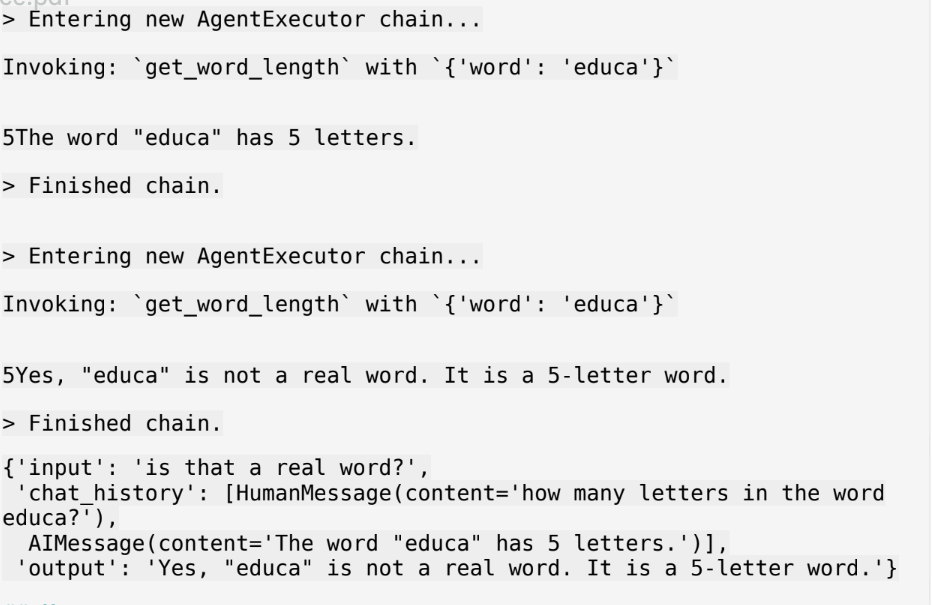 > Entering new AgentExecutor chain...
Invoking: `get_word_length` with `{'word': 'educa'}`
5The word "educa" has 5 letters.
> Finished chain.
> Entering new AgentExecutor chain...
Invoking: `get_word_length` with `{'word': 'educa'}`
5Yes, "educa" is not a real word. It is a 5-letter word.
> Finished chain.
{'input': 'is that a real word?',
 'chat_history': [HumanMessage(content='how many letters in the word
educa?'),
  AIMessage(content='The word "educa" has 5 letters.')],
 'output': 'Yes, "educa" is not a real word. It is a 5-letter word.'}